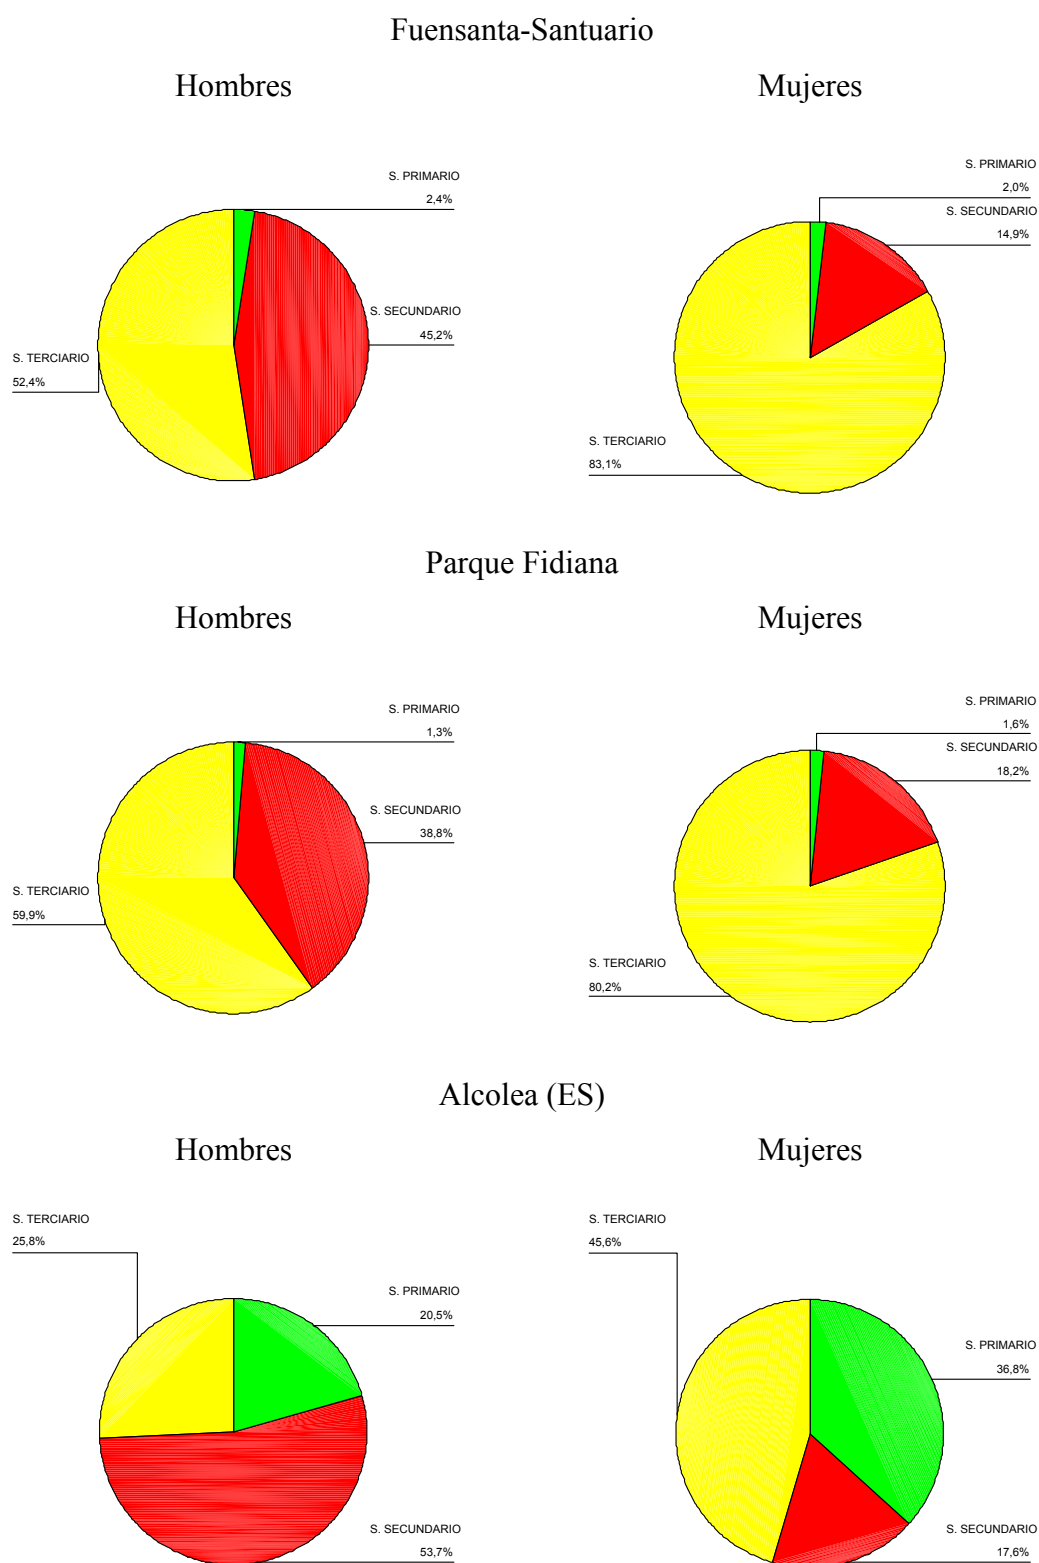 Fuensanta-Santuario
Hombres
Mujeres
S. PRIMARIO
2,4%
S. SECUNDARIO
45,2%
S. TERCIARIO
52,4%
S. PRIMARIO
2,0%
S. SECUNDARIO
14,9%
S. TERCIARIO
83,1%
Parque Fidiana
Hombres
Mujeres
S. PRIMARIO
1,3%
S. SECUNDARIO
38,8%
S. TERCIARIO
59,9%
S. PRIMARIO
1,6%
S. SECUNDARIO
18,2%
S. TERCIARIO
80,2%
Alcolea (ES)
Hombres
Mujeres
S. TERCIARIO
25,8%
S. PRIMARIO
20,5%
S. SECUNDARIO
53,7%
S. TERCIARIO
45,6%
S. PRIMARIO
36,8%
S. SECUNDARIO
17,6%